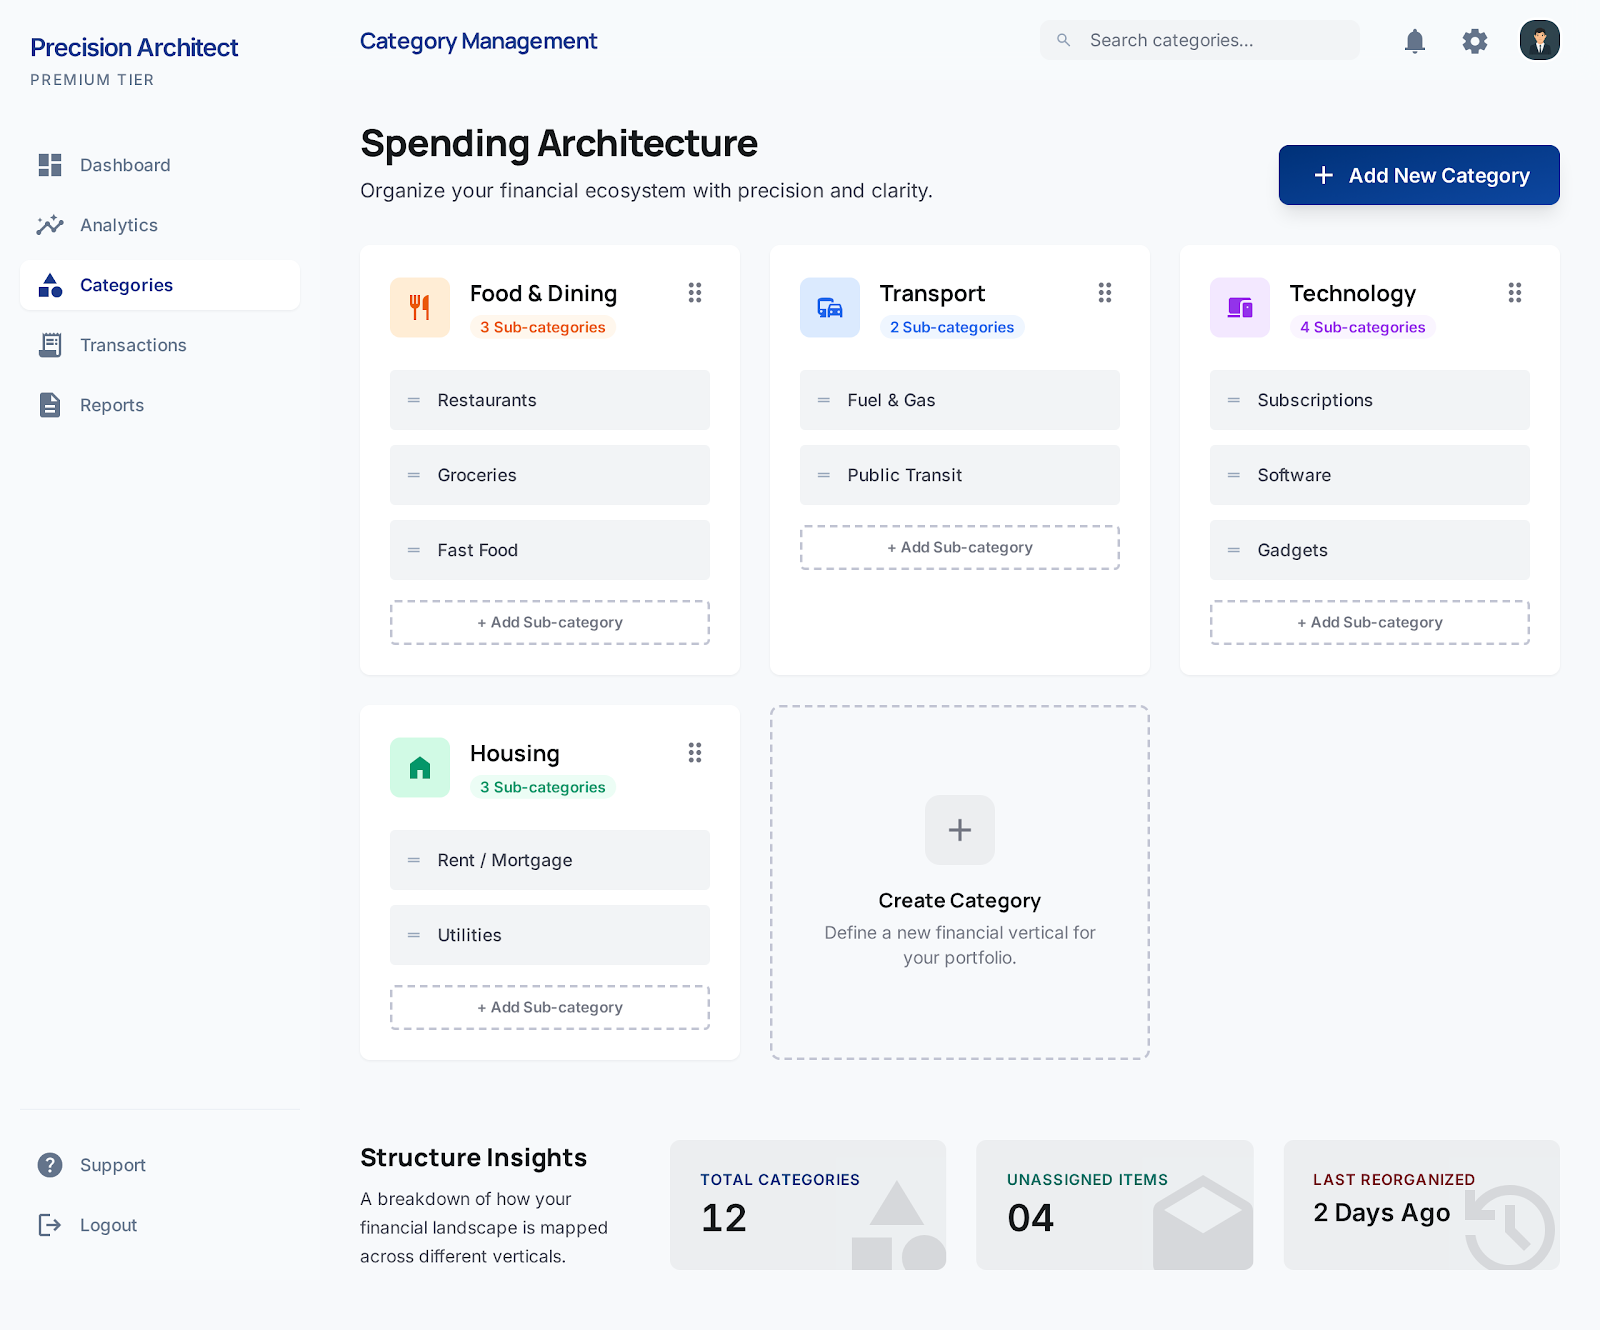 Precision Architect
PREMIUM TIER
Dashboard
Analytics
Categories
Transactions
Reports
Support
Logout
Category Management
Search categories...
Spending Architecture
Organize your financial ecosystem with precision and clarity.
+ Add New Category
Food & Dining
3 Sub-categories
Restaurants
Groceries
Fast Food
+ Add Sub-category
Transport
2 Sub-categories
Fuel & Gas
Public Transit
+ Add Sub-category
Technology
4 Sub-categories
Subscriptions
Software
Gadgets
+ Add Sub-category
Housing
3 Sub-categories
Rent / Mortgage
Utilities
+ Add Sub-category
Create Category
Define a new financial vertical for
your portfolio.
Structure Insights
A breakdown of how your
financial landscape is mapped
across different verticals.
TOTAL CATEGORIES
12
UNASSIGNED ITEMS
04
LAST REORGANIZED
2 Days Ago